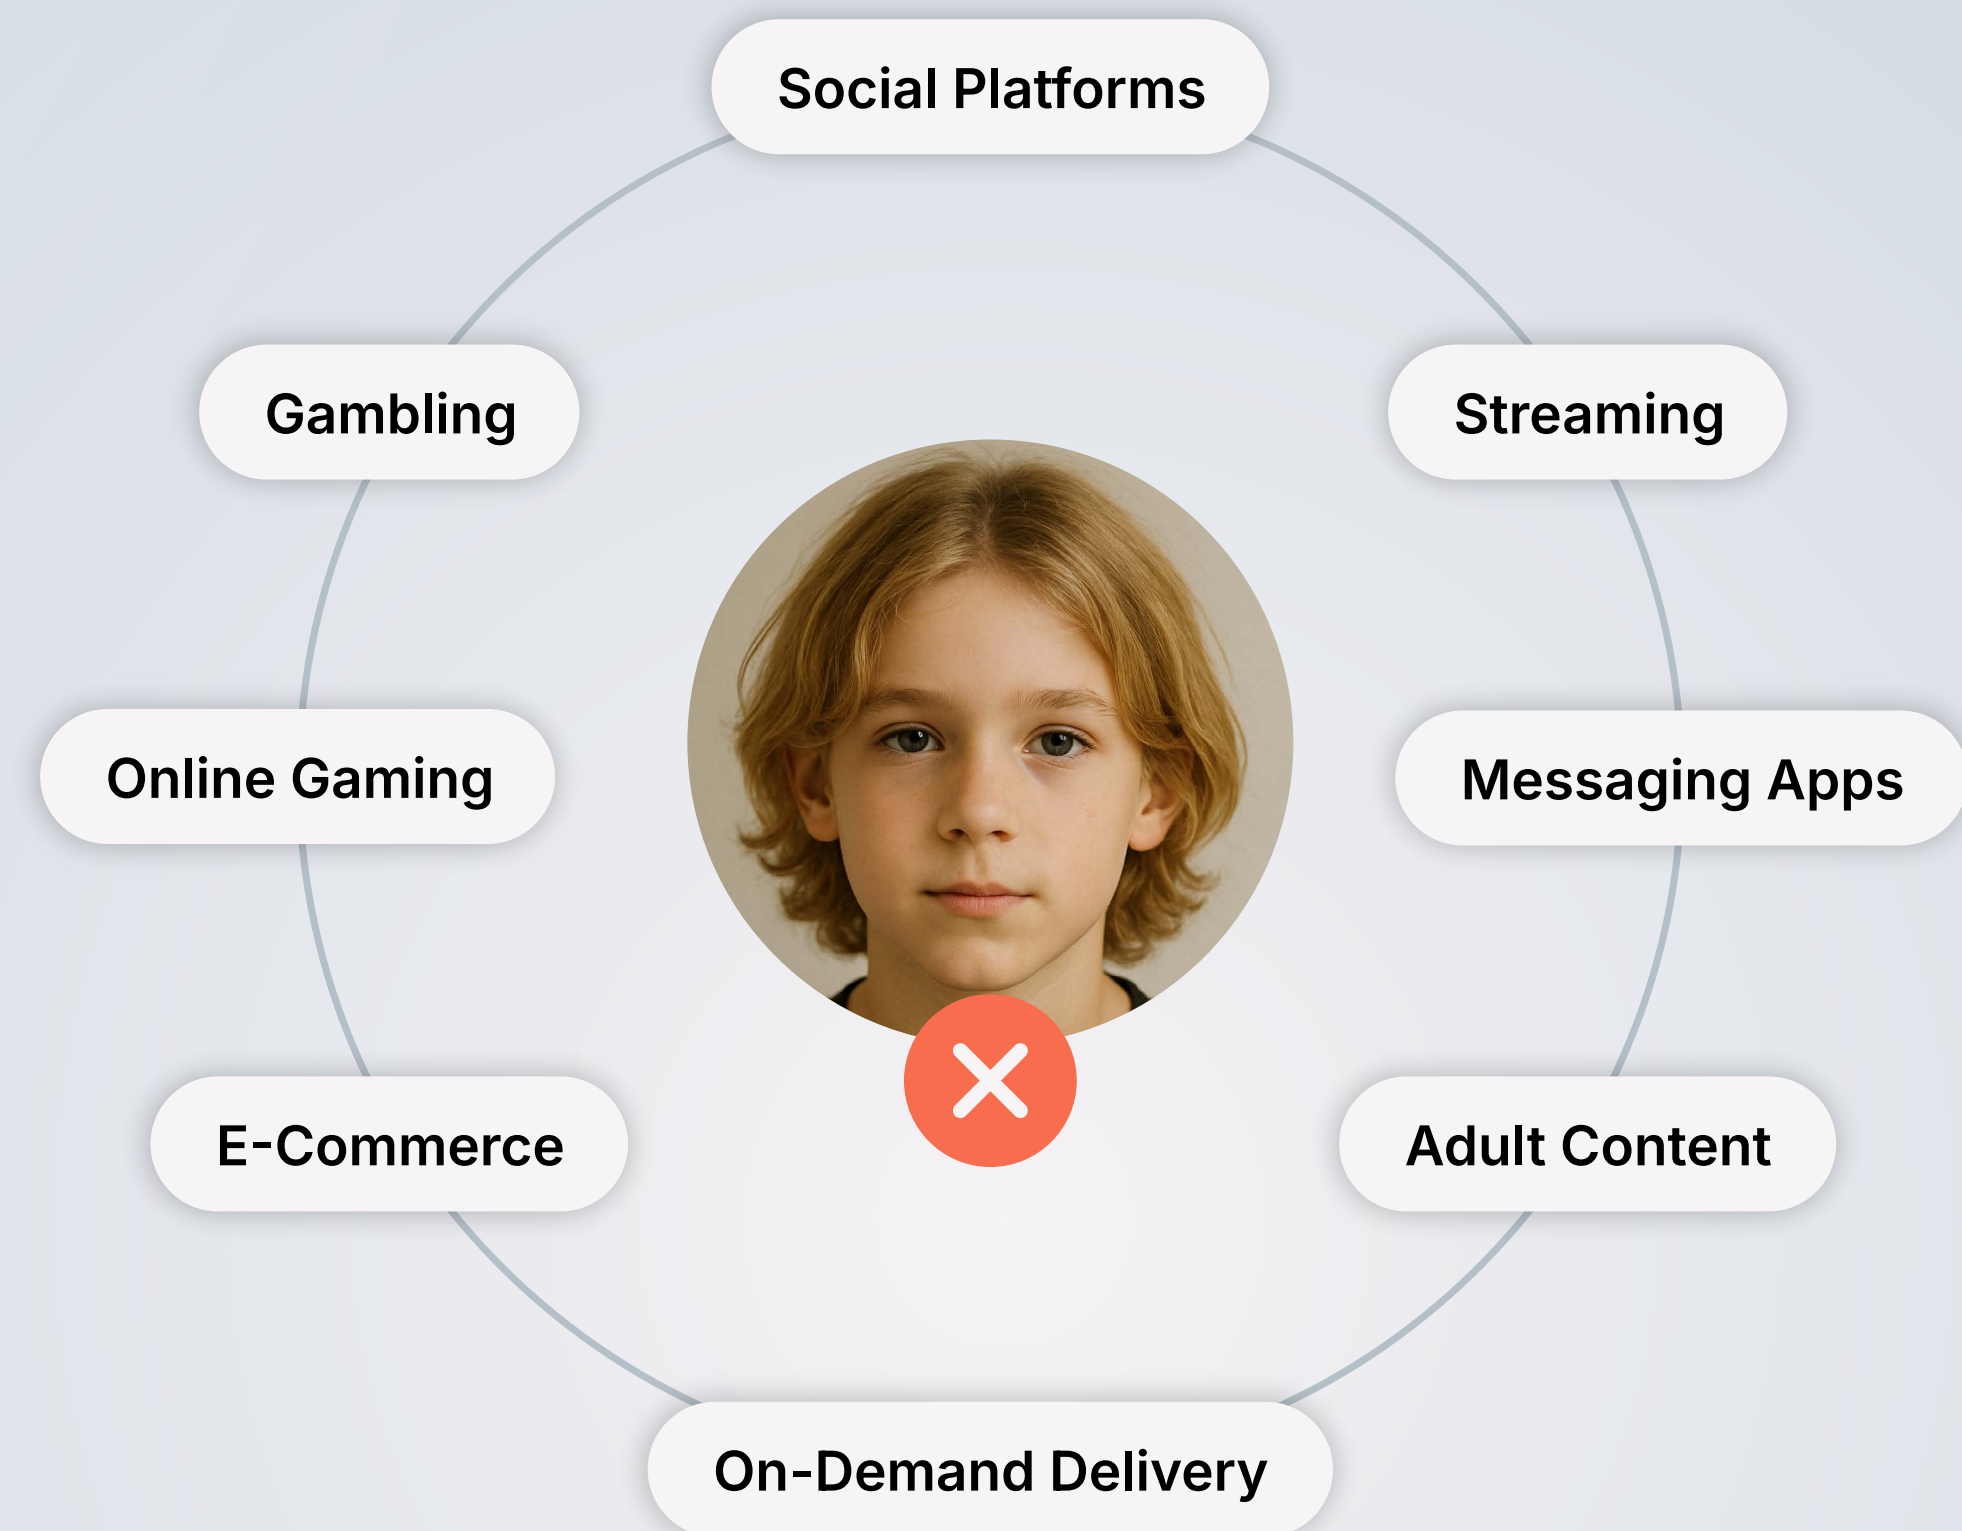 Social Platforms
Gambling
Streaming
Online Gaming
Messaging Apps
E-Commerce
Adult Content
On-Demand Delivery